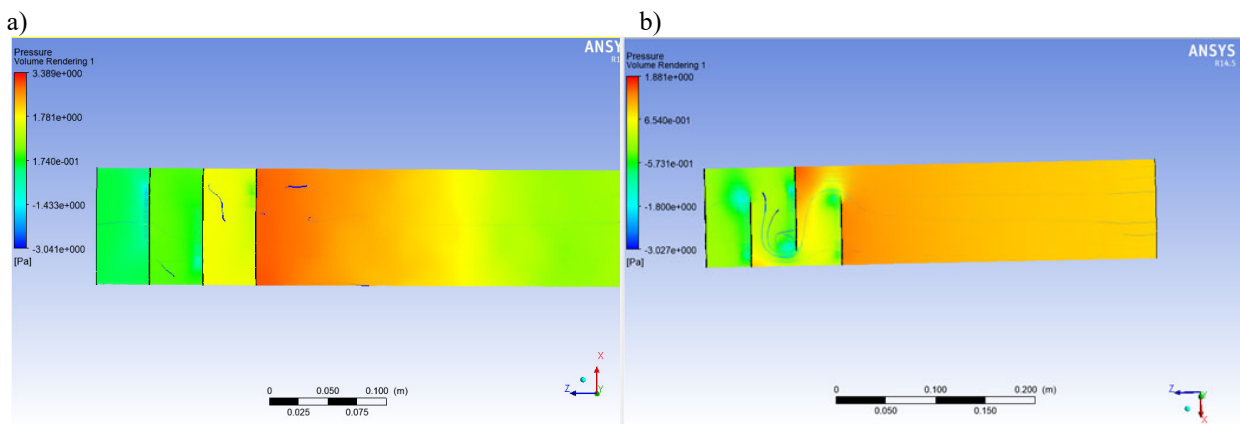 a)
ANSY
R1
Pressure
Volume Rendering 1
3.389e+000
1.781e+000
1.740e-001
-1.433e+000
-3.041e+000
[Pa]
0 0.050 0.100 (m)
0.025 0.075
X
Z
Y
b)
ANSYS
R14.5
Pressure
Volume Rendering 1
1.881e+000
6.540e-001
-5.731e-001
-1.800e+000
-3.027e+000
[Pa]
0 0.100 0.200 (m)
0.050 0.150
Z
Y
X